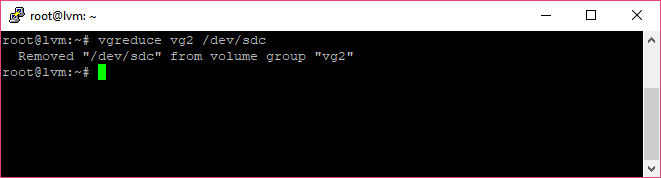 root@lvm: ~
root@lvm:~# vgreduce vg2 /dev/sdc
  Removed "/dev/sdc" from volume group "vg2"
root@lvm:~#